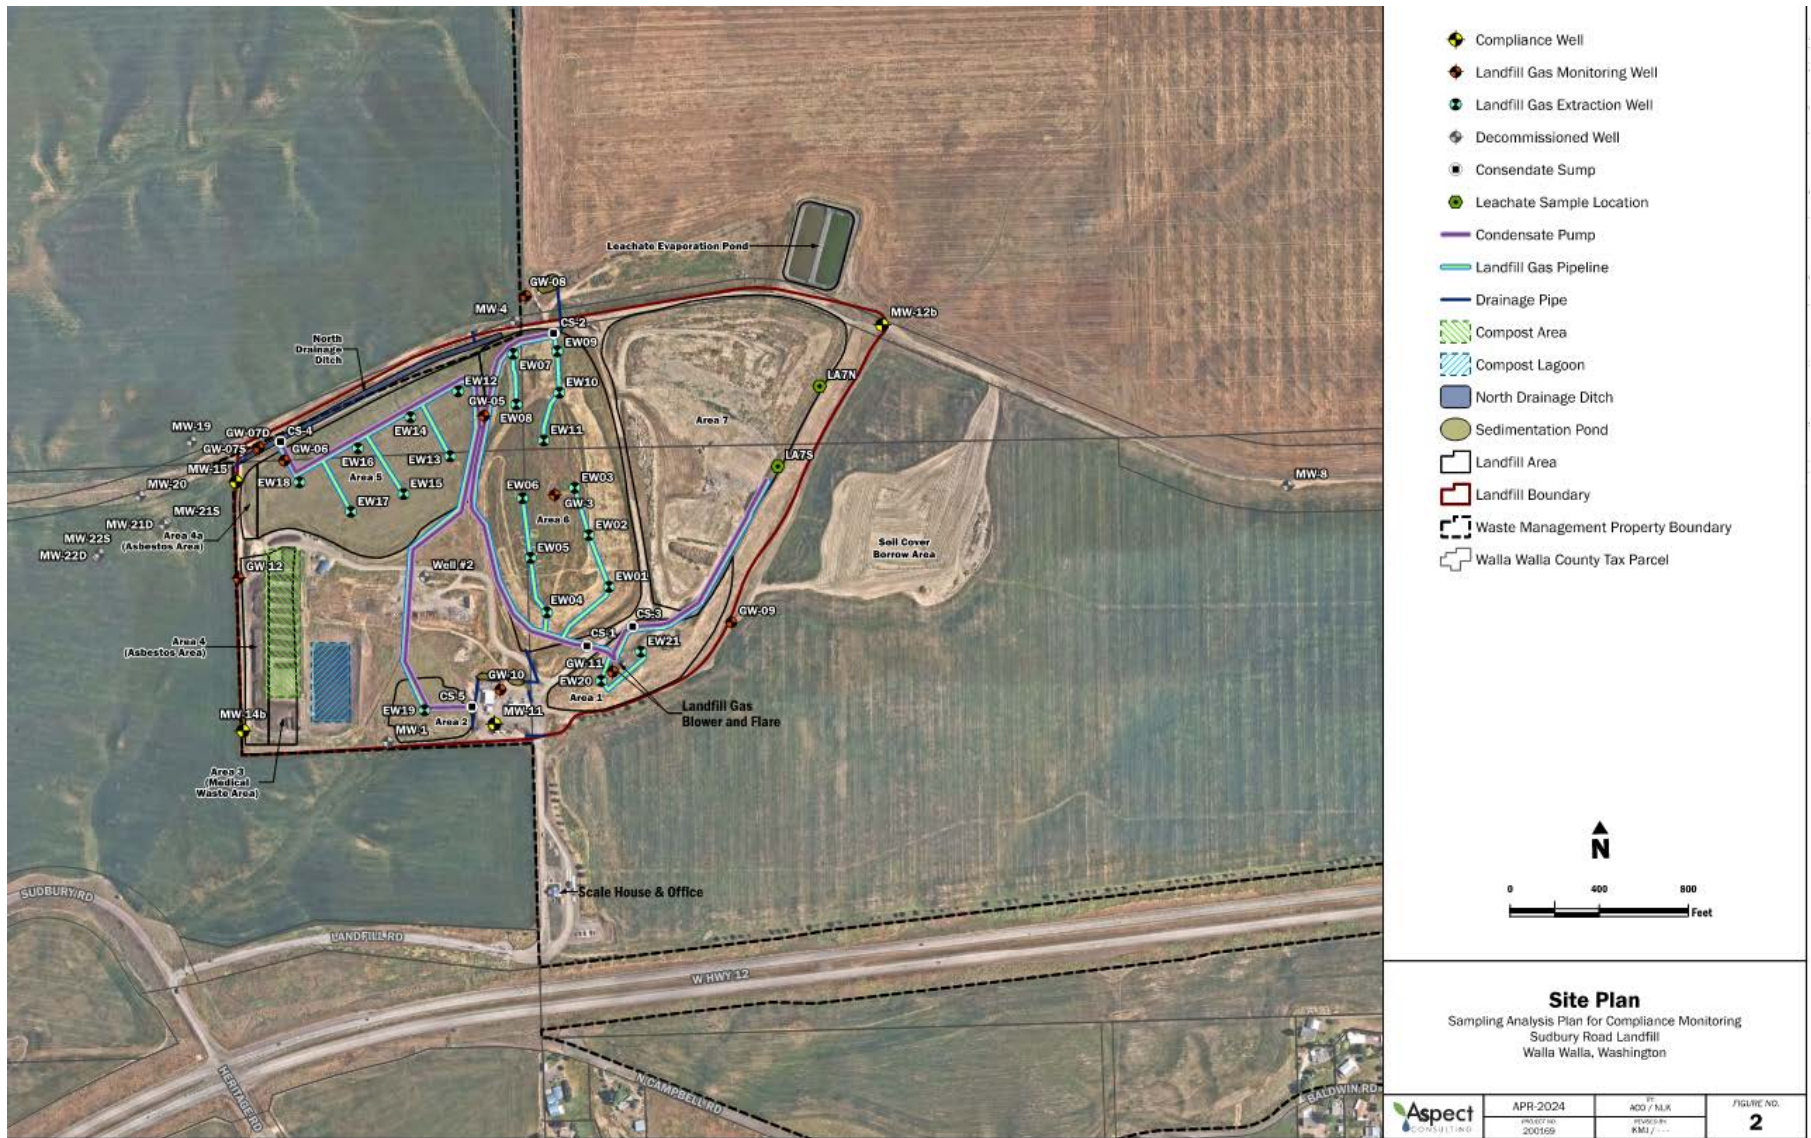 Compliance Well
Landfill Gas Monitoring Well
Landfill Gas Extraction Well
Decommissioned Well
Consendate Sump
Leachate Sample Location
Condensate Pump
Landfill Gas Pipeline
Drainage Pipe
Compost Area
Compost Lagoon
North Drainage Ditch
Sedimentation Pond
Landfill Area
Landfill Boundary
Waste Management Property Boundary
Walla Walla County Tax Parcel
Leachate Evaporation Pond
GW-08
MW-4
CS-2
MW-12b
North
Drainage
Ditch
EW09
EW07
EW12
EW10
LA7N
GW-05
EW08
Area 7
MW-19
GW-07D
CS-4
EW14
EW11
GW-07S
GW-06
EW16
EW13
MW-15
LA7S
MW-8
MW-20
EW18
Area 5
EW15
EW06
EW03
EW17
GW-3
MW-21S
MW-21D
Area 6
EW02
Area 4a
(Asbestos Area)
MW-22S
MW-22D
Soil Cover
Borrow Area
EW05
GW-12
Well #2
EW01
EW04
CS-3
GW-09
CS-1
EW21
Area 4
(Asbestos Area)
GW-11
GW-10
EW20
CS-5
Area 1
Landfill Gas
Blower and Flare
EW19
MW-11
Area 2
MW-14b
MW-1
Area 3
(Medical
Waste Area)
Scale House & Office
SUDBURY RD
LANDFILL RD
W HWY 12
HERITAGE RD
N CAMPBELL RD
BALDWIN RD
N
0 400 800
Feet
Site Plan
Sampling Analysis Plan for Compliance Monitoring
Sudbury Road Landfill
Walla Walla, Washington
Aspect
CONSULTING
APR-2024
PROJECT NO.
200169
BY:
ACO / NLK
REVISED BY:
KMJ / ---
FIGURE NO.
2